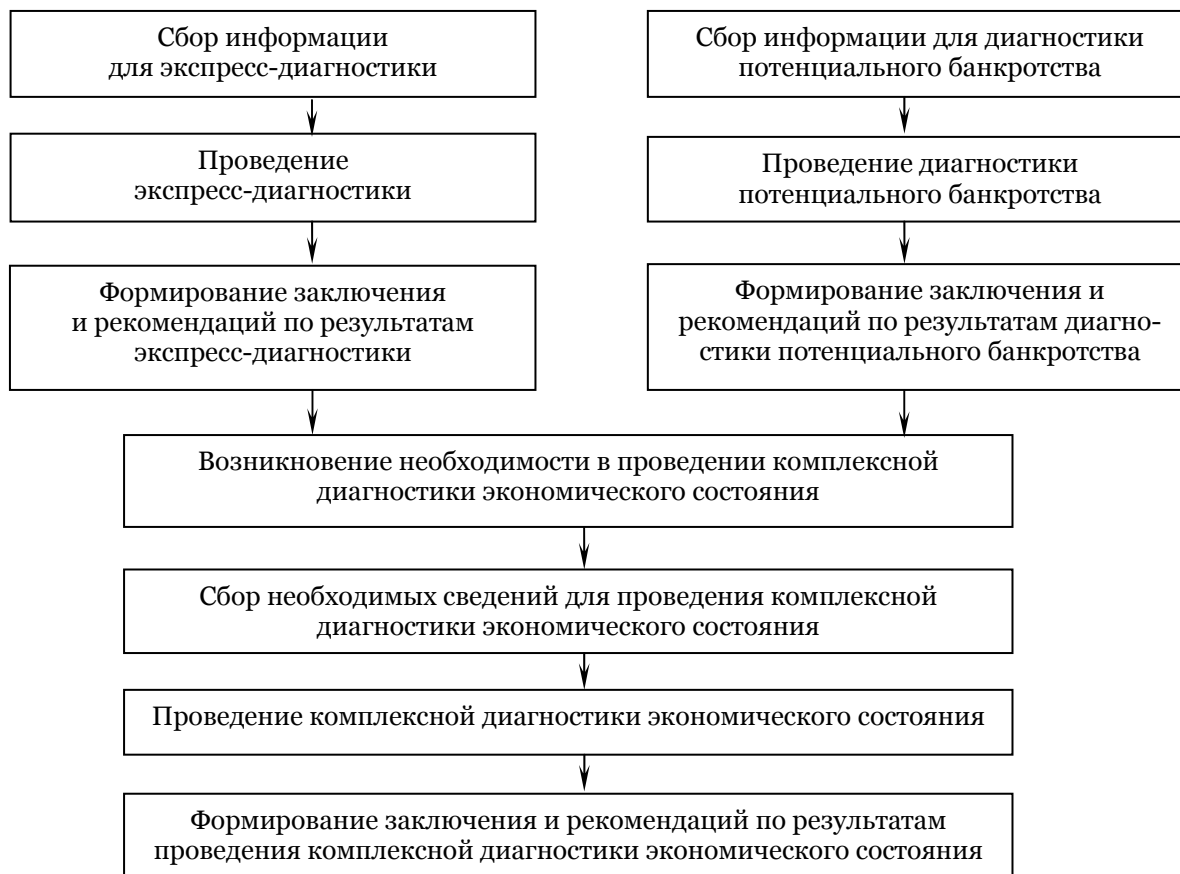 Сбор информации
для экспресс-диагностики
Сбор информации для диагностики
потенциального банкротства
Проведение
экспресс-диагностики
Проведение диагностики
потенциального банкротства
Формирование заключения
и рекомендаций по результатам
экспресс-диагностики
Формирование заключения и
рекомендаций по результатам диагно-
стики потенциального банкротства
Возникновение необходимости в проведении комплексной
диагностики экономического состояния
Сбор необходимых сведений для проведения комплексной
диагностики экономического состояния
Проведение комплексной диагностики экономического состояния
Формирование заключения и рекомендаций по результатам
проведения комплексной диагностики экономического состояния